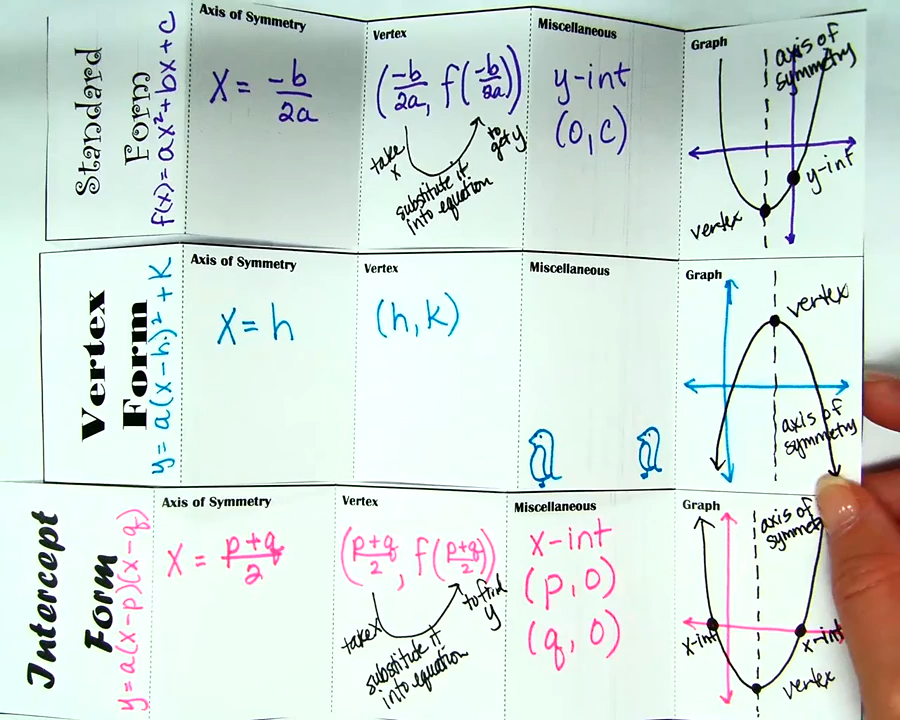 Standard
Form
f(x) = ax² + bx + c
Axis of Symmetry
X = -b/2a
Vertex
(-b/2a, f(-b/2a))
take
x
substitute it
into equation
to
get y
Miscellaneous
y-int
(0, c)
Graph
axis of
symmetry
y-int
vertex
Vertex
Form
y = a(x-h)² + K
Axis of Symmetry
X = h
Vertex
(h, k)
Miscellaneous
Graph
vertex
axis of
symmetry
Intercept
Form
y = a(x-p)(x-q)
Axis of Symmetry
X = p+q/2
Vertex
(p+q/2, f(p+q/2))
take x
substitute it
into equation
to find
y
Miscellaneous
x-int
(p, 0)
(q, 0)
Graph
axis of
symmetry
x-int
x-int
vertex